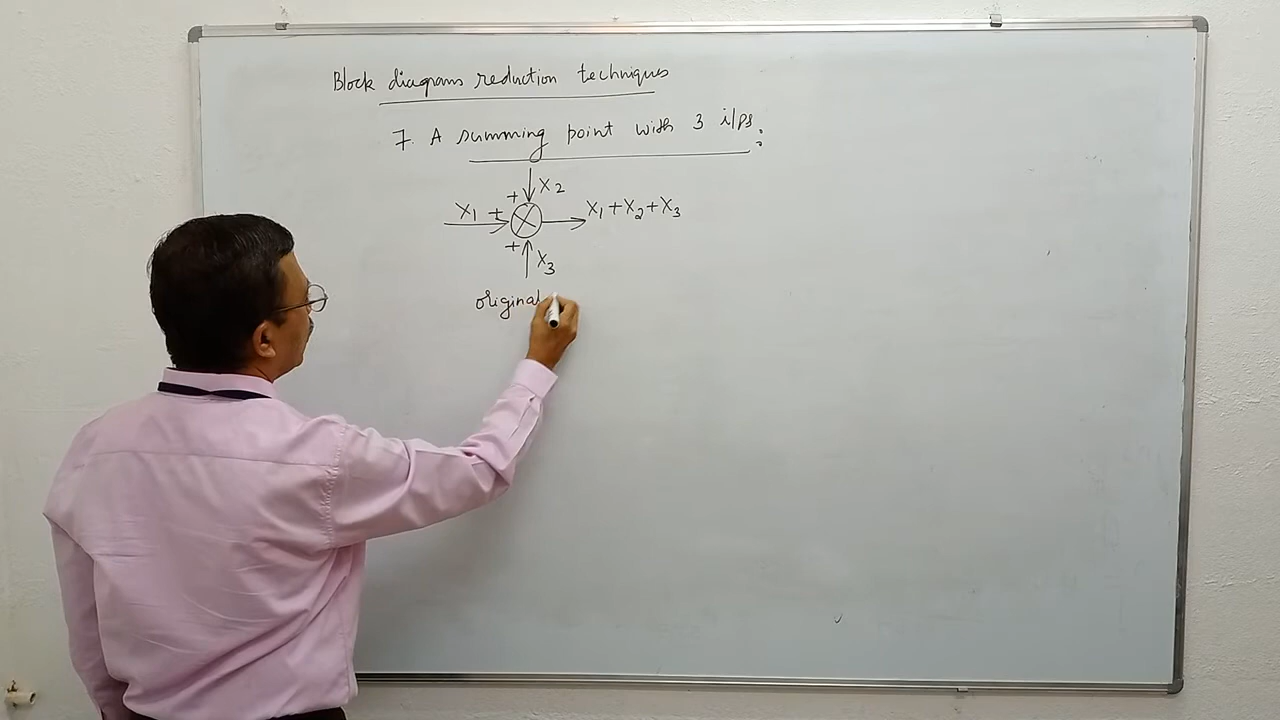 Block diagrams reduction techniques
7. A summing point with 3 i/ps:
+ X2
X1 + X1+X2+X3
+ X3
original